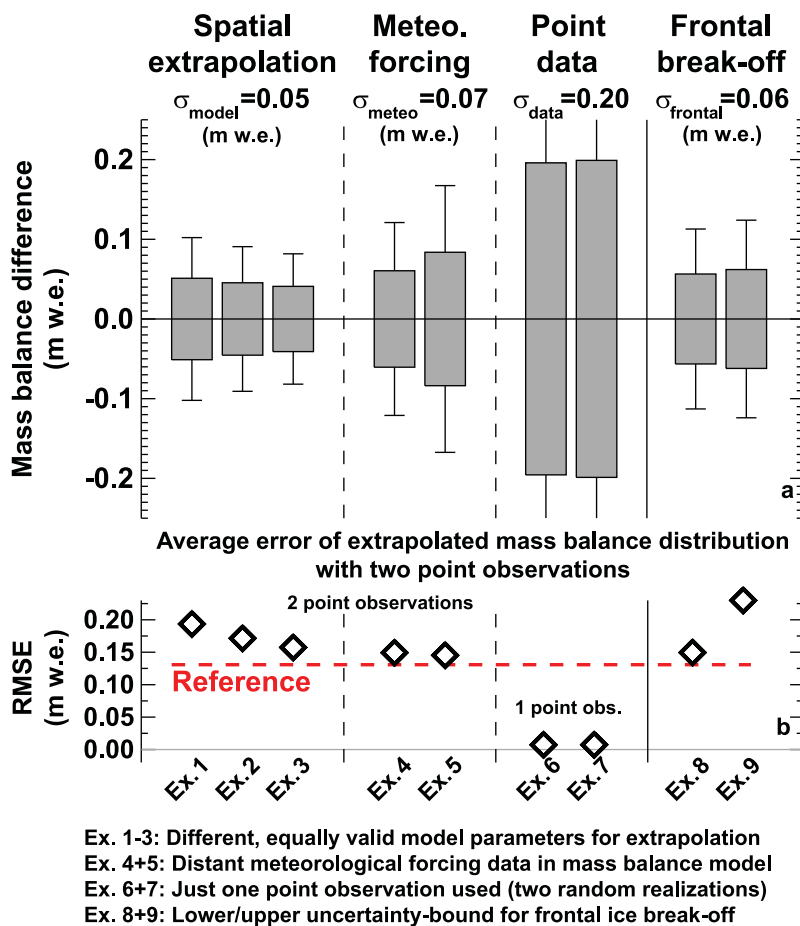 Spatial extrapolation
Meteo. forcing
Point data
Frontal break-off
σmodel=0.05 (m w.e.)
σmeteo=0.07 (m w.e.)
σdata=0.20
σfrontal=0.06 (m w.e.)
Mass balance difference (m w.e.)
0.2
0.1
0.0
-0.1
-0.2
a
Average error of extrapolated mass balance distribution
with two point observations
RMSE (m w.e.)
0.20
0.15
0.10
0.05
0.00
2 point observations
Reference
1 point obs.
b
Ex.1
Ex.2
Ex.3
Ex.4
Ex.5
Ex.6
Ex.7
Ex.8
Ex.9
Ex. 1-3: Different, equally valid model parameters for extrapolation
Ex. 4+5: Distant meteorological forcing data in mass balance model
Ex. 6+7: Just one point observation used (two random realizations)
Ex. 8+9: Lower/upper uncertainty-bound for frontal ice break-off